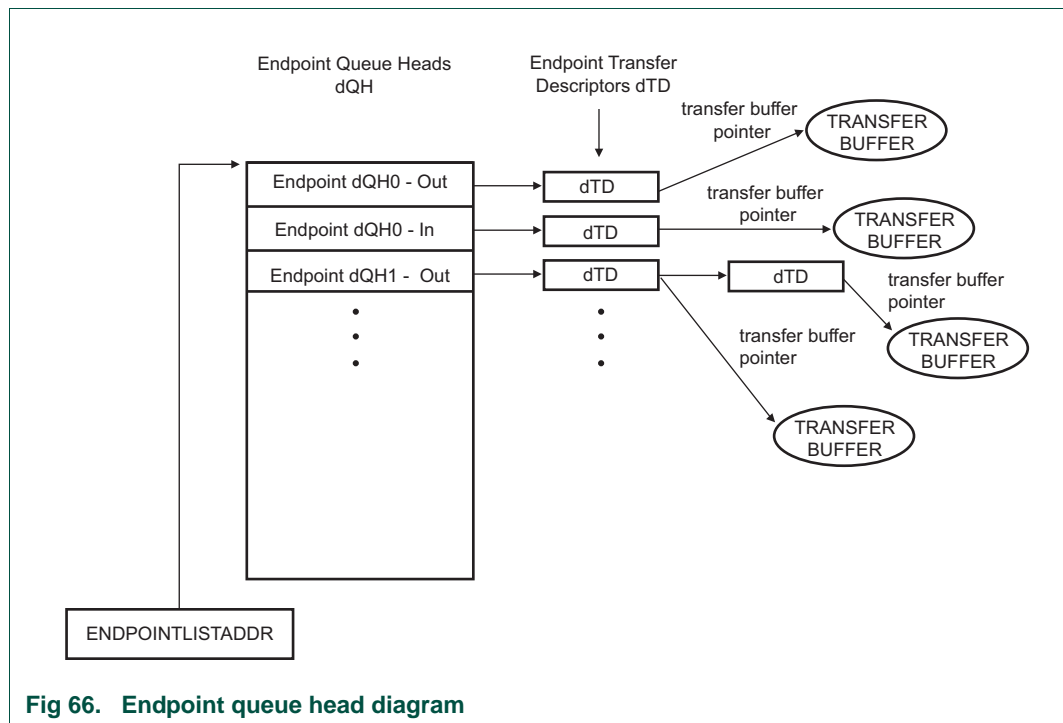 Endpoint Queue Heads
dQH
Endpoint Transfer
Descriptors dTD
transfer buffer
pointer
TRANSFER
BUFFER
Endpoint dQH0 - Out
dTD
transfer buffer
pointer
Endpoint dQH0 - In
dTD
TRANSFER
BUFFER
Endpoint dQH1 - Out
dTD
dTD
transfer buffer
pointer
transfer buffer
pointer
TRANSFER
BUFFER
TRANSFER
BUFFER
ENDPOINTLISTADDR
Fig 66. Endpoint queue head diagram